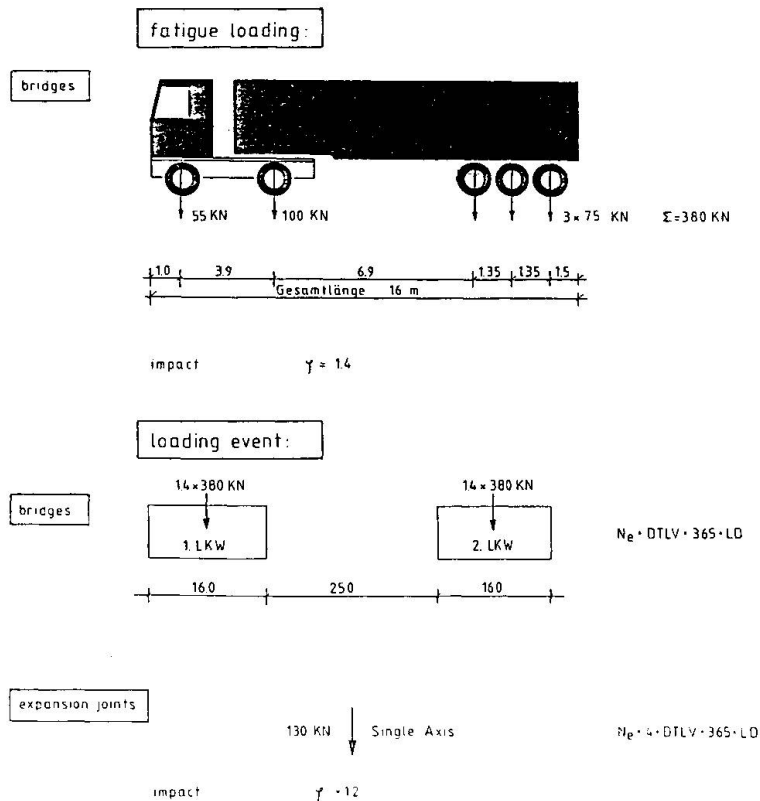 fatigue loading:
bridges
55 KN 100 KN 3 × 75 KN Σ=380 KN
1.0 3.9 6.9 1.35 1.35 1.5
Gesamtlänge 16 m
impact φ = 1.4
loading event:
bridges
1.4 × 380 KN 1.4 × 380 KN
1. LKW 2. LKW
Ne · DTLV · 365 · LD
16.0 25.0 16.0
expansion joints
130 KN Single Axis Ne · 4 · DTLV · 365 · LD
impact φ · 1.2